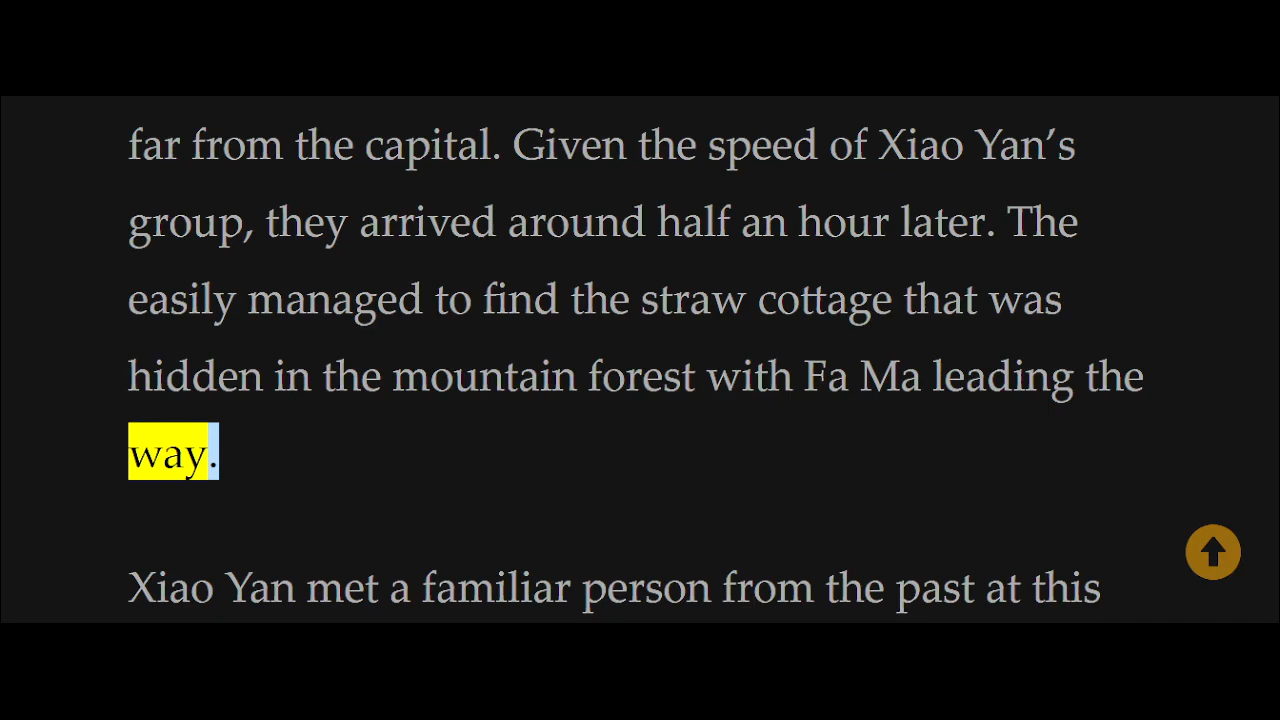 far from the capital. Given the speed of Xiao Yan’s
group, they arrived around half an hour later. The
easily managed to find the straw cottage that was
hidden in the mountain forest with Fa Ma leading the
way.
Xiao Yan met a familiar person from the past at this